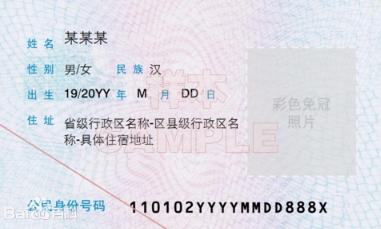 姓名 某某某
性别 男/女 民族 汉
出生 19/20YY 年 M 月 DD 日
住址 省级行政区名称-区县级行政区名
称-具体住宿地址
彩色免冠
照片
样本
SAMPLE
公民身份号码 110102YYYYMMDD888X
Baidu百科